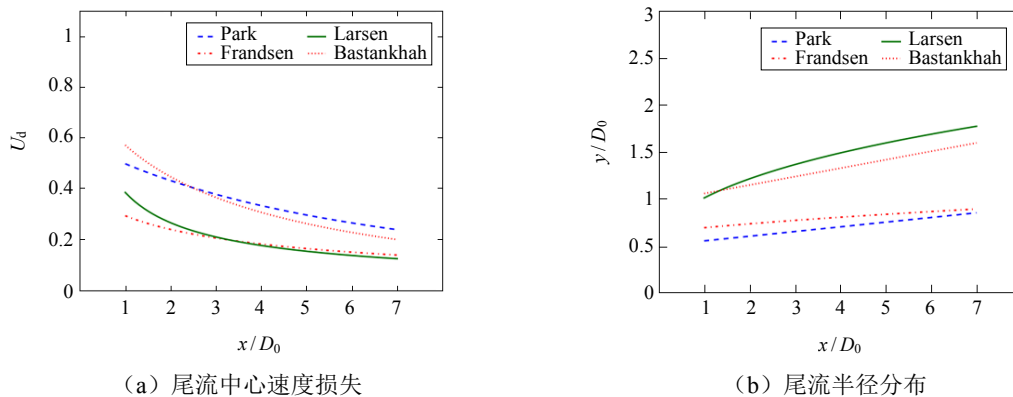 Park
Larsen
Frandsen
Bastankhah
1
0.8
0.6
0.4
0.2
0
U_d
1 2 3 4 5 6 7
x/D_0
(a) 尾流中心速度损失
Park
Larsen
Frandsen
Bastankhah
3
2.5
2
1.5
1
0.5
0
y/D_0
1 2 3 4 5 6 7
x/D_0
(b) 尾流半径分布